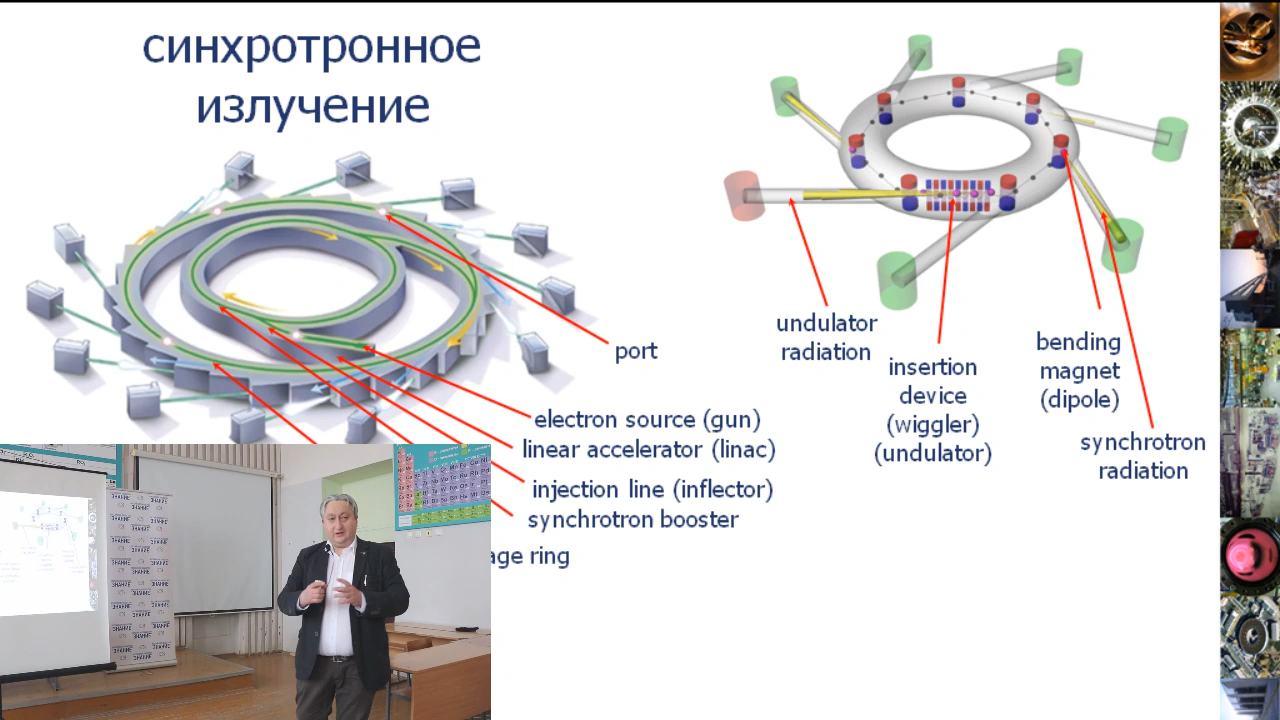 синхротронное
излучение
port
electron source (gun)
linear accelerator (linac)
injection line (inflector)
synchrotron booster
age ring
undulator
radiation
insertion
device
(wiggler)
(undulator)
bending
magnet
(dipole)
synchrotron
radiation
ЗНАНИЕ